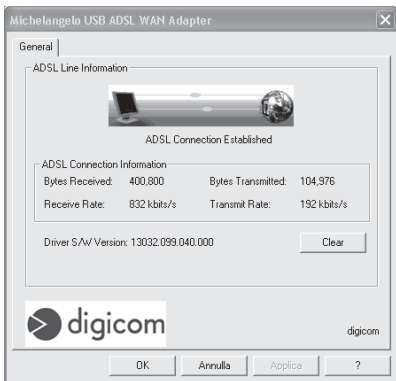 Michelangelo USB ADSL WAN Adapter
General
ADSL Line Information
ADSL Connection Established
ADSL Connection Information
Bytes Received: 400,800 Bytes Transmitted: 104,976
Receive Rate: 832 kbits/s Transmit Rate: 192 kbits/s
Driver S/W Version: 13032.099.040.000 Clear
digicom digicom
OK Annulla Applica ?